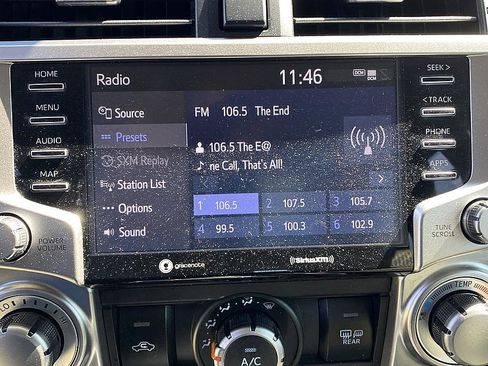 HOME
MENU
AUDIO
MAP
POWER
VOLUME
Radio
11:46
DCM
Source
Presets
SXM Replay
Station List
Options
Sound
FM 106.5 The End
106.5 The E@
ne Call, That's All!
1 106.5
2 107.5
3 105.7
4 99.5
5 100.3
6 102.9
gracenote
SiriusXM
SEEK >
< TRACK
PHONE
APPS
TUNE
SCROLL
LO
TEMP
A/C
REAR